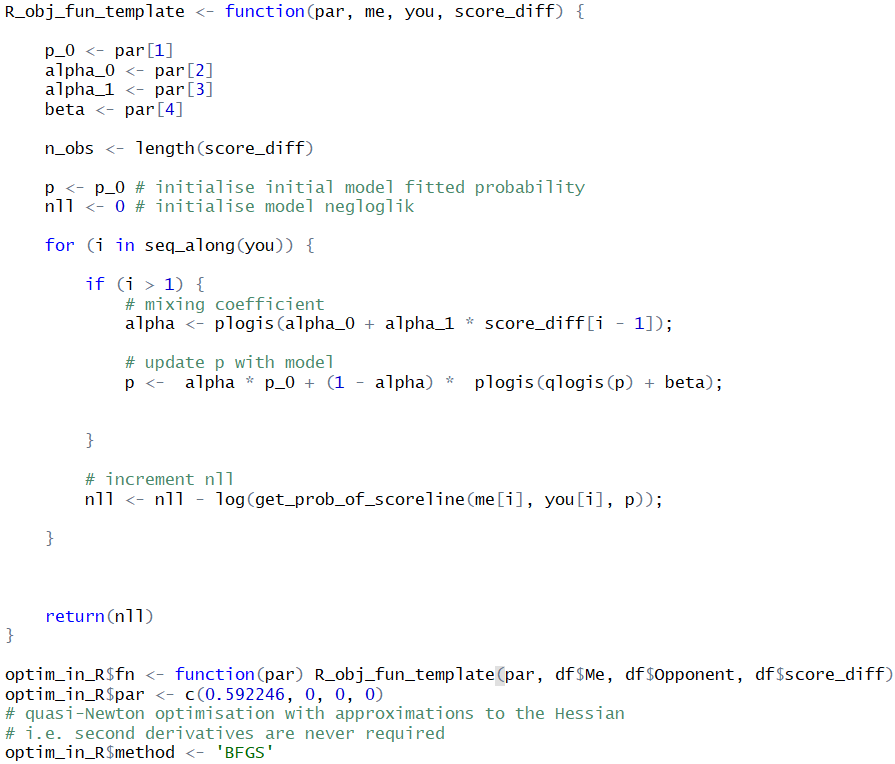 R_obj_fun_template <- function(par, me, you, score_diff) {
    p_0 <- par[1]
    alpha_0 <- par[2]
    alpha_1 <- par[3]
    beta <- par[4]
    n_obs <- length(score_diff)
    p <- p_0 # initialise initial model fitted probability
    nll <- 0 # initialise model negloglik
    for (i in seq_along(you)) {
        if (i > 1) {
            # mixing coefficient
            alpha <- plogis(alpha_0 + alpha_1 * score_diff[i - 1]);
            # update p with model
            p <-  alpha * p_0 + (1 - alpha) *  plogis(qlogis(p) + beta);
        }
        # increment nll
        nll <- nll - log(get_prob_of_scoreline(me[i], you[i], p));
    }
    return(nll)
}
optim_in_R$fn <- function(par) R_obj_fun_template(par, df$Me, df$Opponent, df$score_diff)
optim_in_R$par <- c(0.592246, 0, 0, 0)
# quasi-Newton optimisation with approximations to the Hessian
# i.e. second derivatives are never required
optim_in_R$method <- 'BFGS'